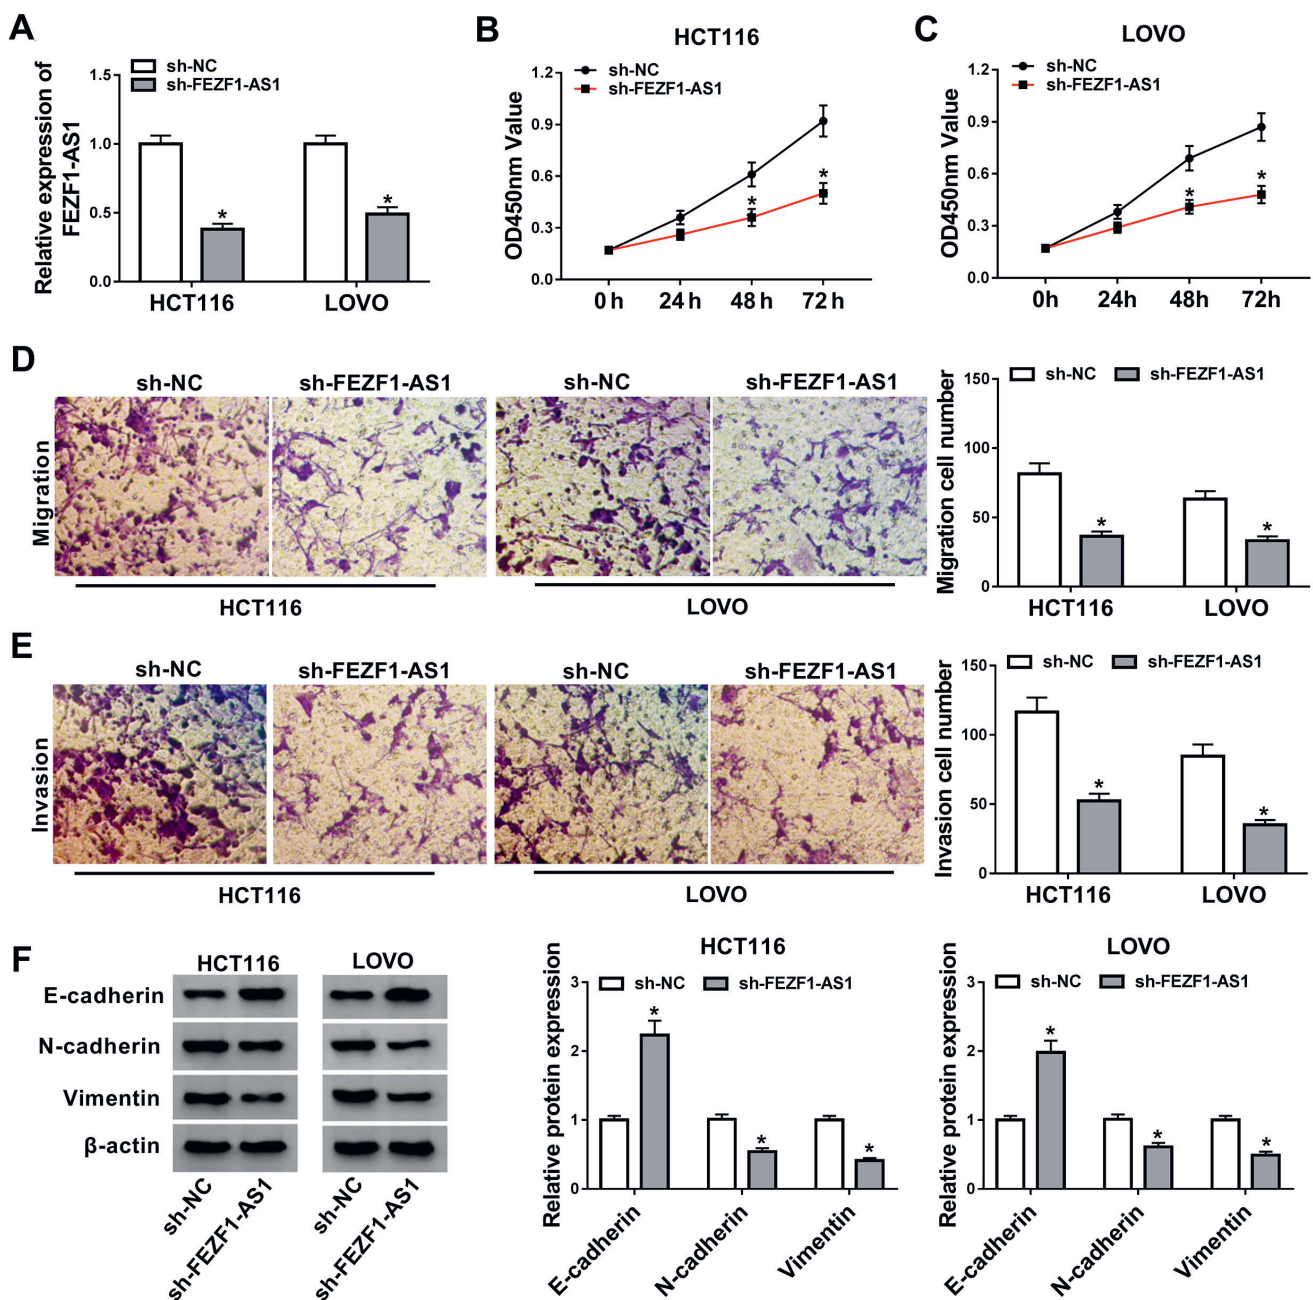 A
Relative expression of
FEZF1-AS1
sh-NC
sh-FEZF1-AS1
1.5
1.0
0.5
0.0
*
*
HCT116
LOVO
B
HCT116
OD450nm Value
sh-NC
sh-FEZF1-AS1
1.2
0.9
0.6
0.3
0.0
*
*
0 h
24 h
48 h
72 h
C
LOVO
OD450nm Value
sh-NC
sh-FEZF1-AS1
1.2
0.9
0.6
0.3
0.0
*
*
0h
24h
48h
72h
D
Migration
sh-NC
sh-FEZF1-AS1
sh-NC
sh-FEZF1-AS1
HCT116
LOVO
Migration cell number
sh-NC
sh-FEZF1-AS1
150
100
50
0
*
*
HCT116
LOVO
E
Invasion
sh-NC
sh-FEZF1-AS1
sh-NC
sh-FEZF1-AS1
HCT116
LOVO
Invasion cell number
sh-NC
sh-FEZF1-AS1
150
100
50
0
*
*
HCT116
LOVO
F
HCT116
LOVO
E-cadherin
N-cadherin
Vimentin
β-actin
sh-NC
sh-FEZF1-AS1
sh-NC
sh-FEZF1-AS1
HCT116
Relative protein expression
sh-NC
sh-FEZF1-AS1
3
2
1
0
*
*
*
E-cadherin
N-cadherin
Vimentin
LOVO
Relative protein expression
sh-NC
sh-FEZF1-AS1
3
2
1
0
*
*
*
E-cadherin
N-cadherin
Vimentin